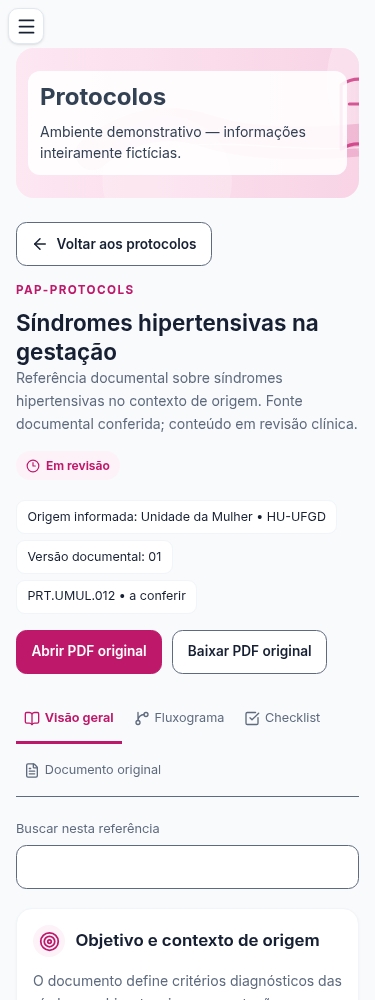 Protocolos
Ambiente demonstrativo — informações
inteiramente fictícias.
Voltar aos protocolos
PAP-PROTOCOLS
Síndromes hipertensivas na
gestação
Referência documental sobre síndromes
hipertensivas no contexto de origem. Fonte
documental conferida; conteúdo em revisão clínica.
Em revisão
Origem informada: Unidade da Mulher • HU-UFGD
Versão documental: 01
PRT.UMUL.012 • a conferir
Abrir PDF original
Baixar PDF original
Visão geral
Fluxograma
Checklist
Documento original
Buscar nesta referência
Objetivo e contexto de origem
O documento define critérios diagnósticos das